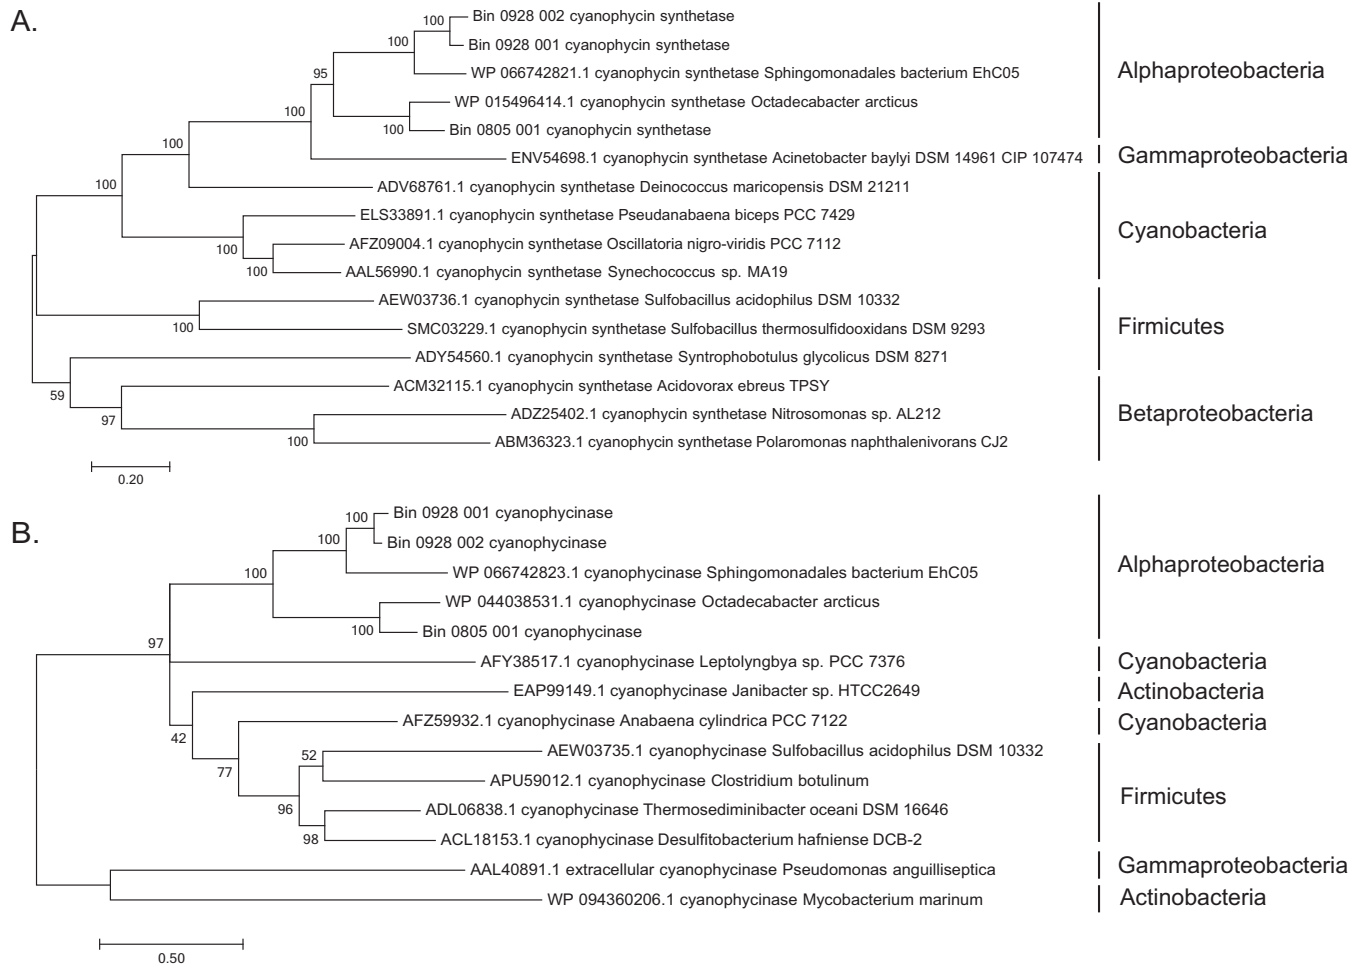 A.
100
Bin 0928 002 cyanophycin synthetase
100
Bin 0928 001 cyanophycin synthetase
95
WP 066742821.1 cyanophycin synthetase Sphingomonadales bacterium EhC05
Alphaproteobacteria
100
WP 015496414.1 cyanophycin synthetase Octadecabacter arcticus
100
Bin 0805 001 cyanophycin synthetase
100
ENV54698.1 cyanophycin synthetase Acinetobacter baylyi DSM 14961 CIP 107474
Gammaproteobacteria
100
ADV68761.1 cyanophycin synthetase Deinococcus maricopensis DSM 21211
ELS33891.1 cyanophycin synthetase Pseudanabaena biceps PCC 7429
Cyanobacteria
100
AFZ09004.1 cyanophycin synthetase Oscillatoria nigro-viridis PCC 7112
100
AAL56990.1 cyanophycin synthetase Synechococcus sp. MA19
AEW03736.1 cyanophycin synthetase Sulfobacillus acidophilus DSM 10332
100
SMC03229.1 cyanophycin synthetase Sulfobacillus thermosulfidooxidans DSM 9293
Firmicutes
ADY54560.1 cyanophycin synthetase Syntrophobotulus glycolicus DSM 8271
59
ACM32115.1 cyanophycin synthetase Acidovorax ebreus TPSY
97
ADZ25402.1 cyanophycin synthetase Nitrosomonas sp. AL212
Betaproteobacteria
100
ABM36323.1 cyanophycin synthetase Polaromonas naphthalenivorans CJ2
0.20
B.
100
Bin 0928 001 cyanophycinase
100
Bin 0928 002 cyanophycinase
100
WP 066742823.1 cyanophycinase Sphingomonadales bacterium EhC05
Alphaproteobacteria
WP 044038531.1 cyanophycinase Octadecabacter arcticus
100
Bin 0805 001 cyanophycinase
97
AFY38517.1 cyanophycinase Leptolyngbya sp. PCC 7376
Cyanobacteria
EAP99149.1 cyanophycinase Janibacter sp. HTCC2649
Actinobacteria
42
AFZ59932.1 cyanophycinase Anabaena cylindrica PCC 7122
Cyanobacteria
77
52
AEW03735.1 cyanophycinase Sulfobacillus acidophilus DSM 10332
APU59012.1 cyanophycinase Clostridium botulinum
Firmicutes
96
ADL06838.1 cyanophycinase Thermosediminibacter oceani DSM 16646
98
ACL18153.1 cyanophycinase Desulfitobacterium hafniense DCB-2
AAL40891.1 extracellular cyanophycinase Pseudomonas anguilliseptica
Gammaproteobacteria
WP 094360206.1 cyanophycinase Mycobacterium marinum
Actinobacteria
0.50